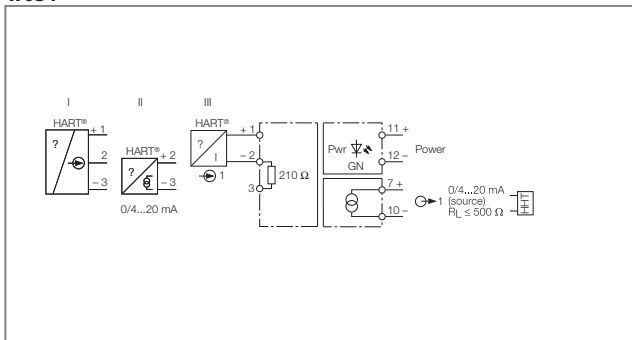 I
II
III
HART®
?
+ 1
2
– 3
HART®
?
+ 2
– 3
0/4...20 mA
HART®
?
I
+ 1
– 2
3
1
210 Ω
Pwr
GN
11 +
12 –
Power
7 +
10 –
1
0/4...20 mA
(source)
RL ≤ 500 Ω
HHT